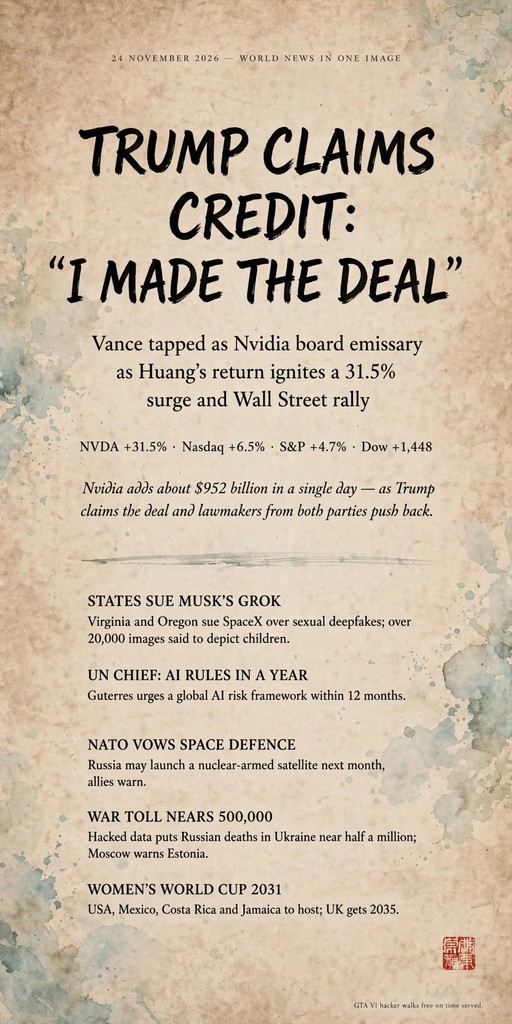 24 NOVEMBER 2026 — WORLD NEWS IN ONE IMAGE
TRUMP CLAIMS
CREDIT:
“I MADE THE DEAL”
Vance tapped as Nvidia board emissary
as Huang’s return ignites a 31.5%
surge and Wall Street rally
NVDA +31.5% · Nasdaq +6.5% · S&P +4.7% · Dow +1,448
Nvidia adds about $952 billion in a single day — as Trump
claims the deal and lawmakers from both parties push back.
STATES SUE MUSK’S GROK
Virginia and Oregon sue SpaceX over sexual deepfakes; over
20,000 images said to depict children.
UN CHIEF: AI RULES IN A YEAR
Guterres urges a global AI risk framework within 12 months.
NATO VOWS SPACE DEFENCE
Russia may launch a nuclear-armed satellite next month,
allies warn.
WAR TOLL NEARS 500,000
Hacked data puts Russian deaths in Ukraine near half a million;
Moscow warns Estonia.
WOMEN’S WORLD CUP 2031
USA, Mexico, Costa Rica and Jamaica to host; UK gets 2035.
GTA VI hacker walks free on time served.